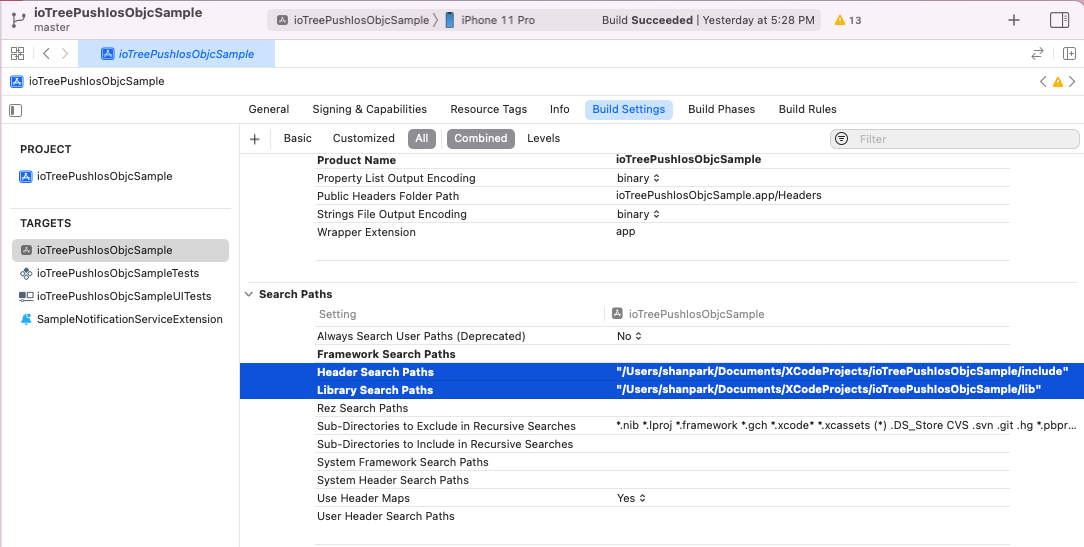 ioTreePushIosObjcSample
master
ioTreePushIosObjcSample 〉 iPhone 11 Pro
Build Succeeded | Yesterday at 5:28 PM
13
ioTreePushIosObjcSample
ioTreePushIosObjcSample
General Signing & Capabilities Resource Tags Info Build Settings Build Phases Build Rules
Basic Customized All Combined Levels Filter
PROJECT
ioTreePushIosObjcSample
TARGETS
ioTreePushIosObjcSample
ioTreePushIosObjcSampleTests
ioTreePushIosObjcSampleUITests
SampleNotificationServiceExtension
Product Name ioTreePushIosObjcSample
Property List Output Encoding binary
Public Headers Folder Path ioTreePushIosObjcSample.app/Headers
Strings File Output Encoding binary
Wrapper Extension app
Search Paths
Setting ioTreePushIosObjcSample
Always Search User Paths (Deprecated) No
Framework Search Paths
Header Search Paths "/Users/shanpark/Documents/XCodeProjects/ioTreePushIosObjcSample/include"
Library Search Paths "/Users/shanpark/Documents/XCodeProjects/ioTreePushIosObjcSample/lib"
Rez Search Paths
Sub-Directories to Exclude in Recursive Searches *.nib *.lproj *.framework *.gch *.xcode* *.xcassets (*) .DS_Store CVS .svn .git .hg *.pbpr...
Sub-Directories to Include in Recursive Searches
System Framework Search Paths
System Header Search Paths
Use Header Maps Yes
User Header Search Paths